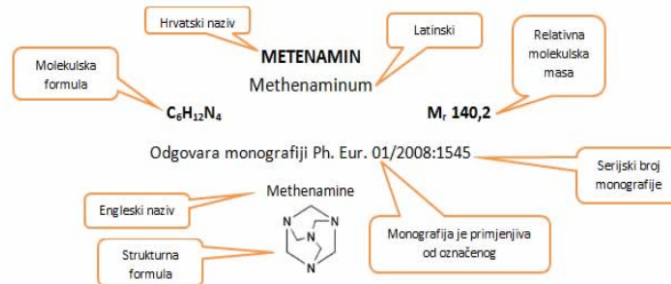 Hrvatski naziv
METENAMIN
Latinski
Methenaminum
Molekulska
formula
C₆H₁₂N₄
Relativna
molekulska
masa
Mᵣ 140,2
Odgovara monografiji Ph. Eur. 01/2008:1545
Serijski broj
monografije
Methenamine
Engleski naziv
Monografija je primjenjiva
od označenog
Strukturna
formula
N
N
N
N